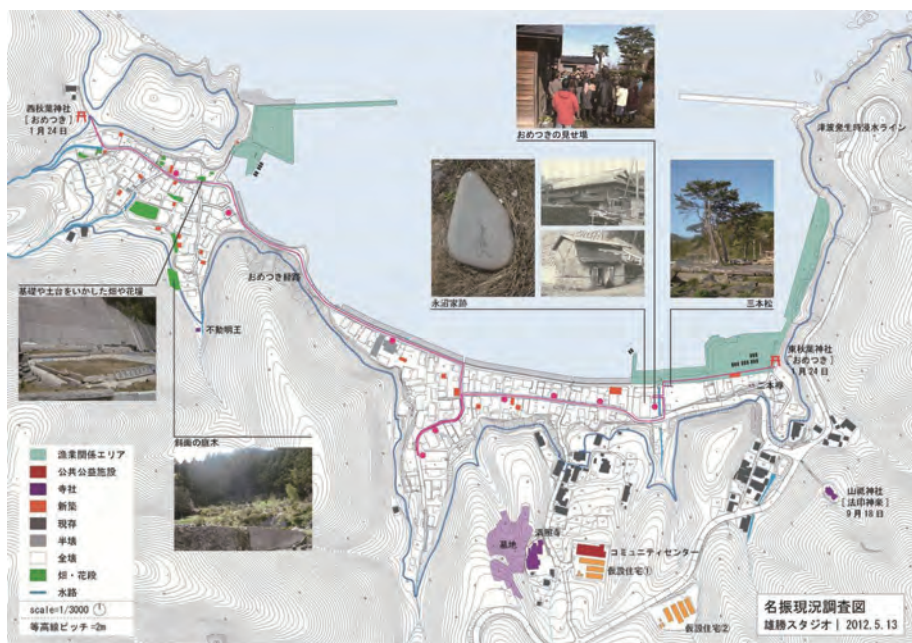 おめつきの見せ場
津波発生時浸水ライン
西秋葉神社
[おめつき]
1月24日
おめつき経路
永沼家跡
三本松
基礎や土台をいかした畑や花壇
不動明王
東秋葉神社
[おめつき]
1月24日
二本椿
斜面の庭木
山祗神社
[法印神楽]
9月18日
墓地
満照寺
コミュニティセンター
仮設住宅①
仮設住宅②
漁業関係エリア
公共公益施設
寺社
新築
現存
半壊
全壊
畑・花段
水路
scale=1/3000
等高線ピッチ=2m
名振現況調査図
雄勝スタジオ | 2012.5.13